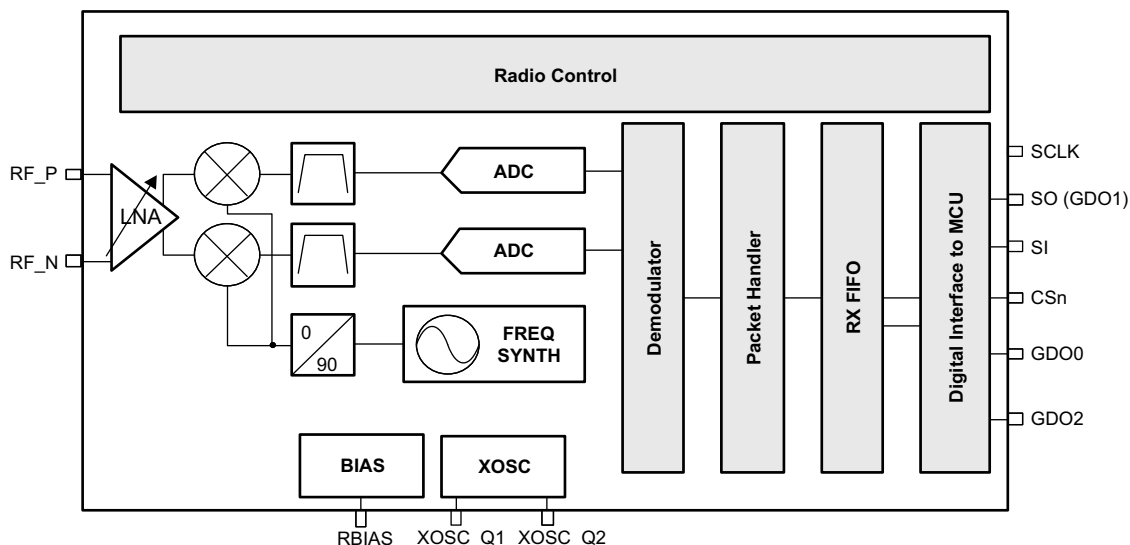 Radio Control
RF_P
LNA
RF_N
ADC
ADC
0
90
FREQ
SYNTH
BIAS
XOSC
Demodulator
Packet Handler
RX FIFO
Digital Interface to MCU
SCLK
SO (GDO1)
SI
CSn
GDO0
GDO2
RBIAS
XOSC_Q1
XOSC_Q2